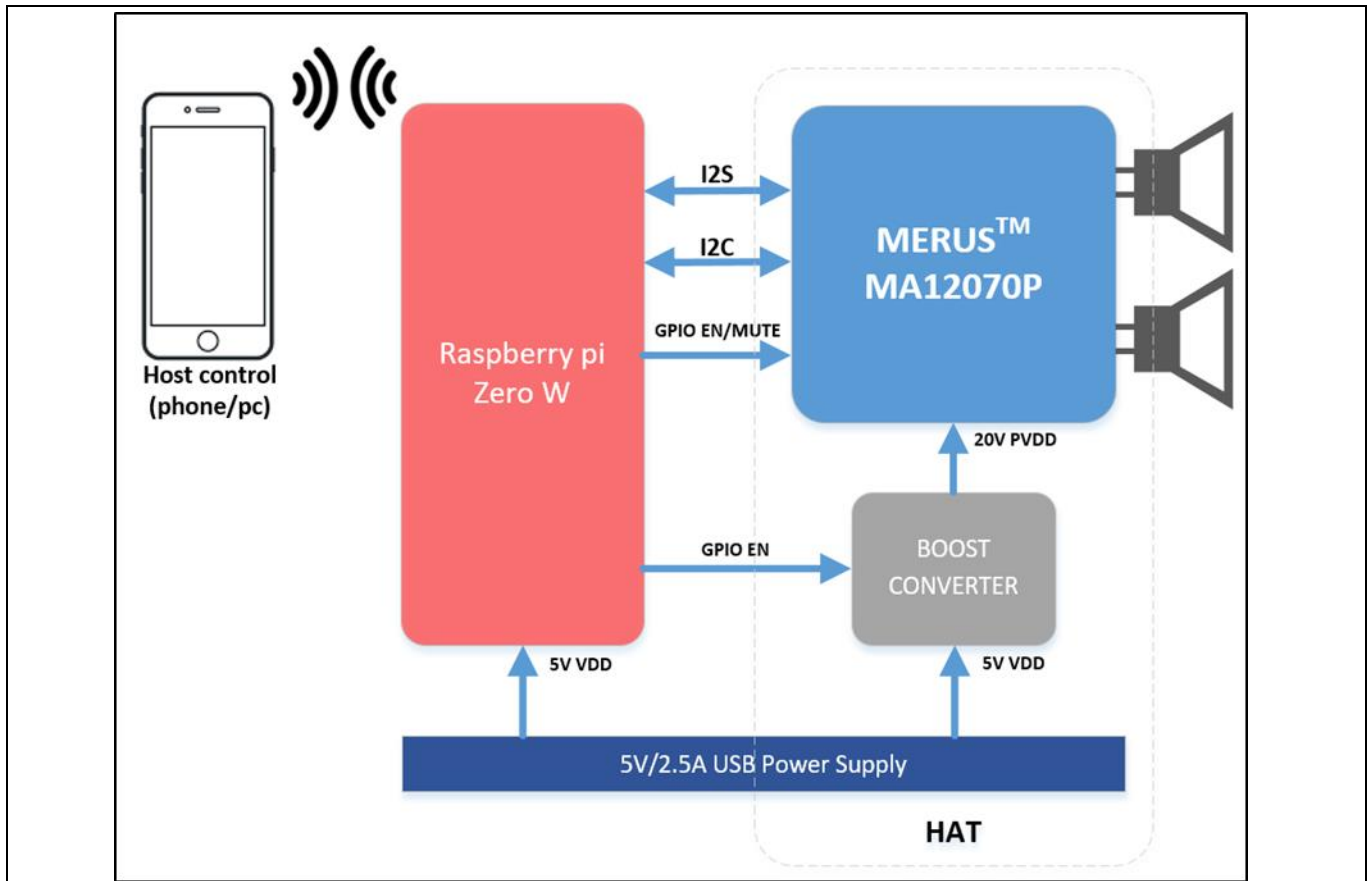 Host control
(phone/pc)
Raspberry pi
Zero W
I2S
I2C
GPIO EN/MUTE
GPIO EN
MERUS™
MA12070P
20V PVDD
BOOST
CONVERTER
5V VDD
5V VDD
5V/2.5A USB Power Supply
HAT